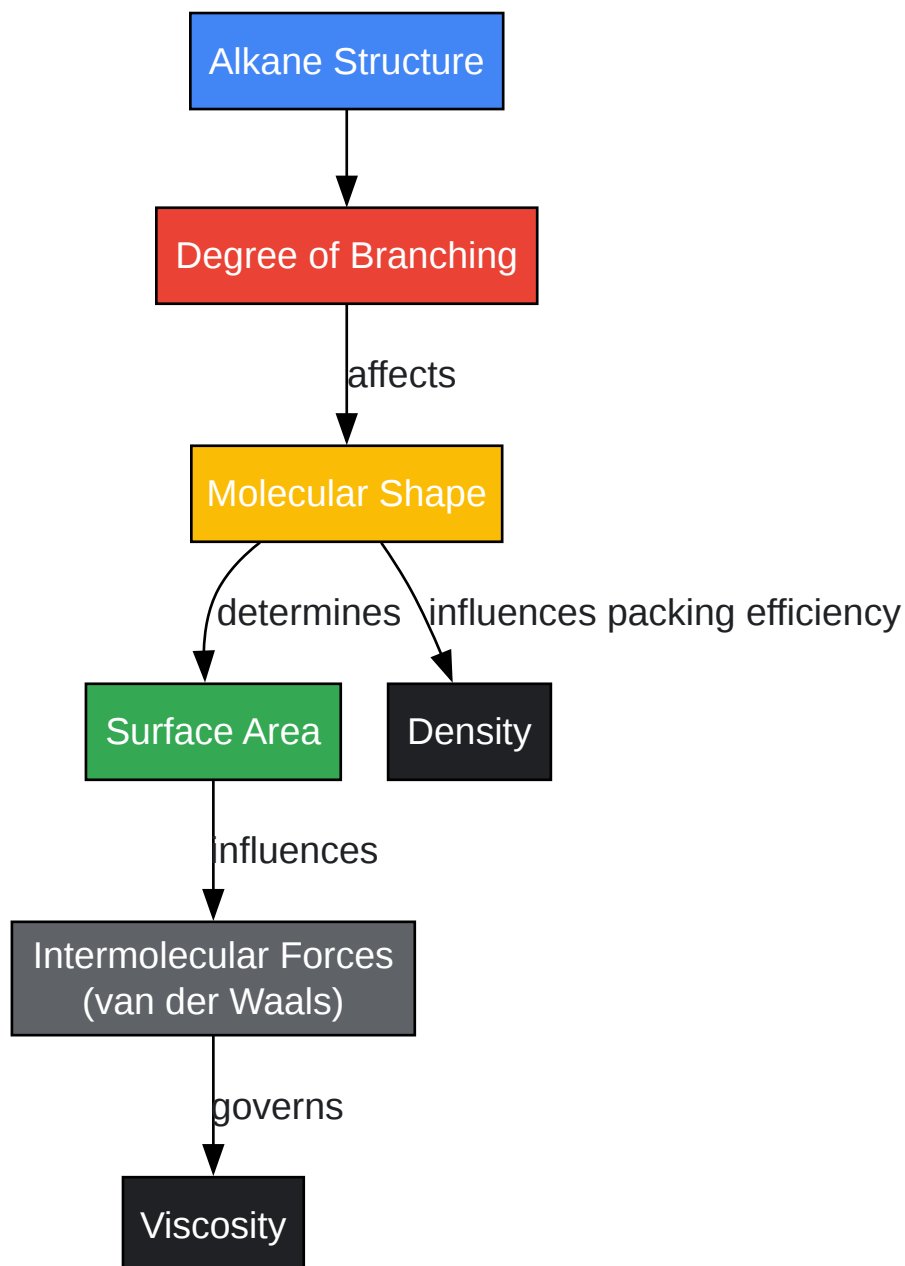 Alkane Structure
Degree of Branching
affects
Molecular Shape
determines
influences packing efficiency
Surface Area
Density
influences
Intermolecular Forces
(van der Waals)
governs
Viscosity